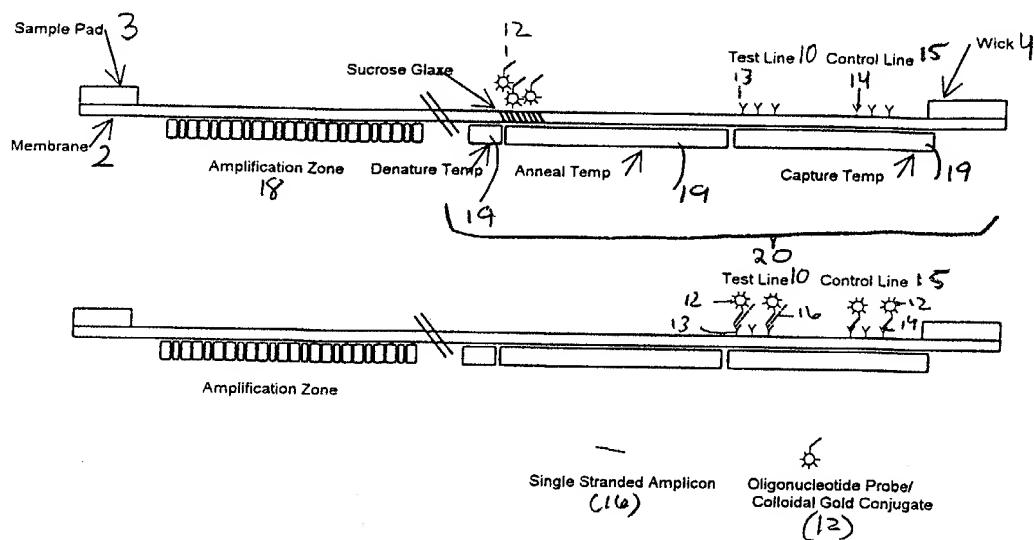 Sample Pad 3
12
Sucrose Glaxe
Test Line 10 Control Line 15
Wick 4
13
14
Membrane 2
Amplification Zone
18
Denature Temp
Anneal Temp
Capture Temp
19
19
19
20
Test Line 10 Control Line 15
12
12
13
16
14
Amplification Zone
Single Stranded Amplicon
(16)
Oligonucleotide Probe/
Colloidal Gold Conjugate
(12)